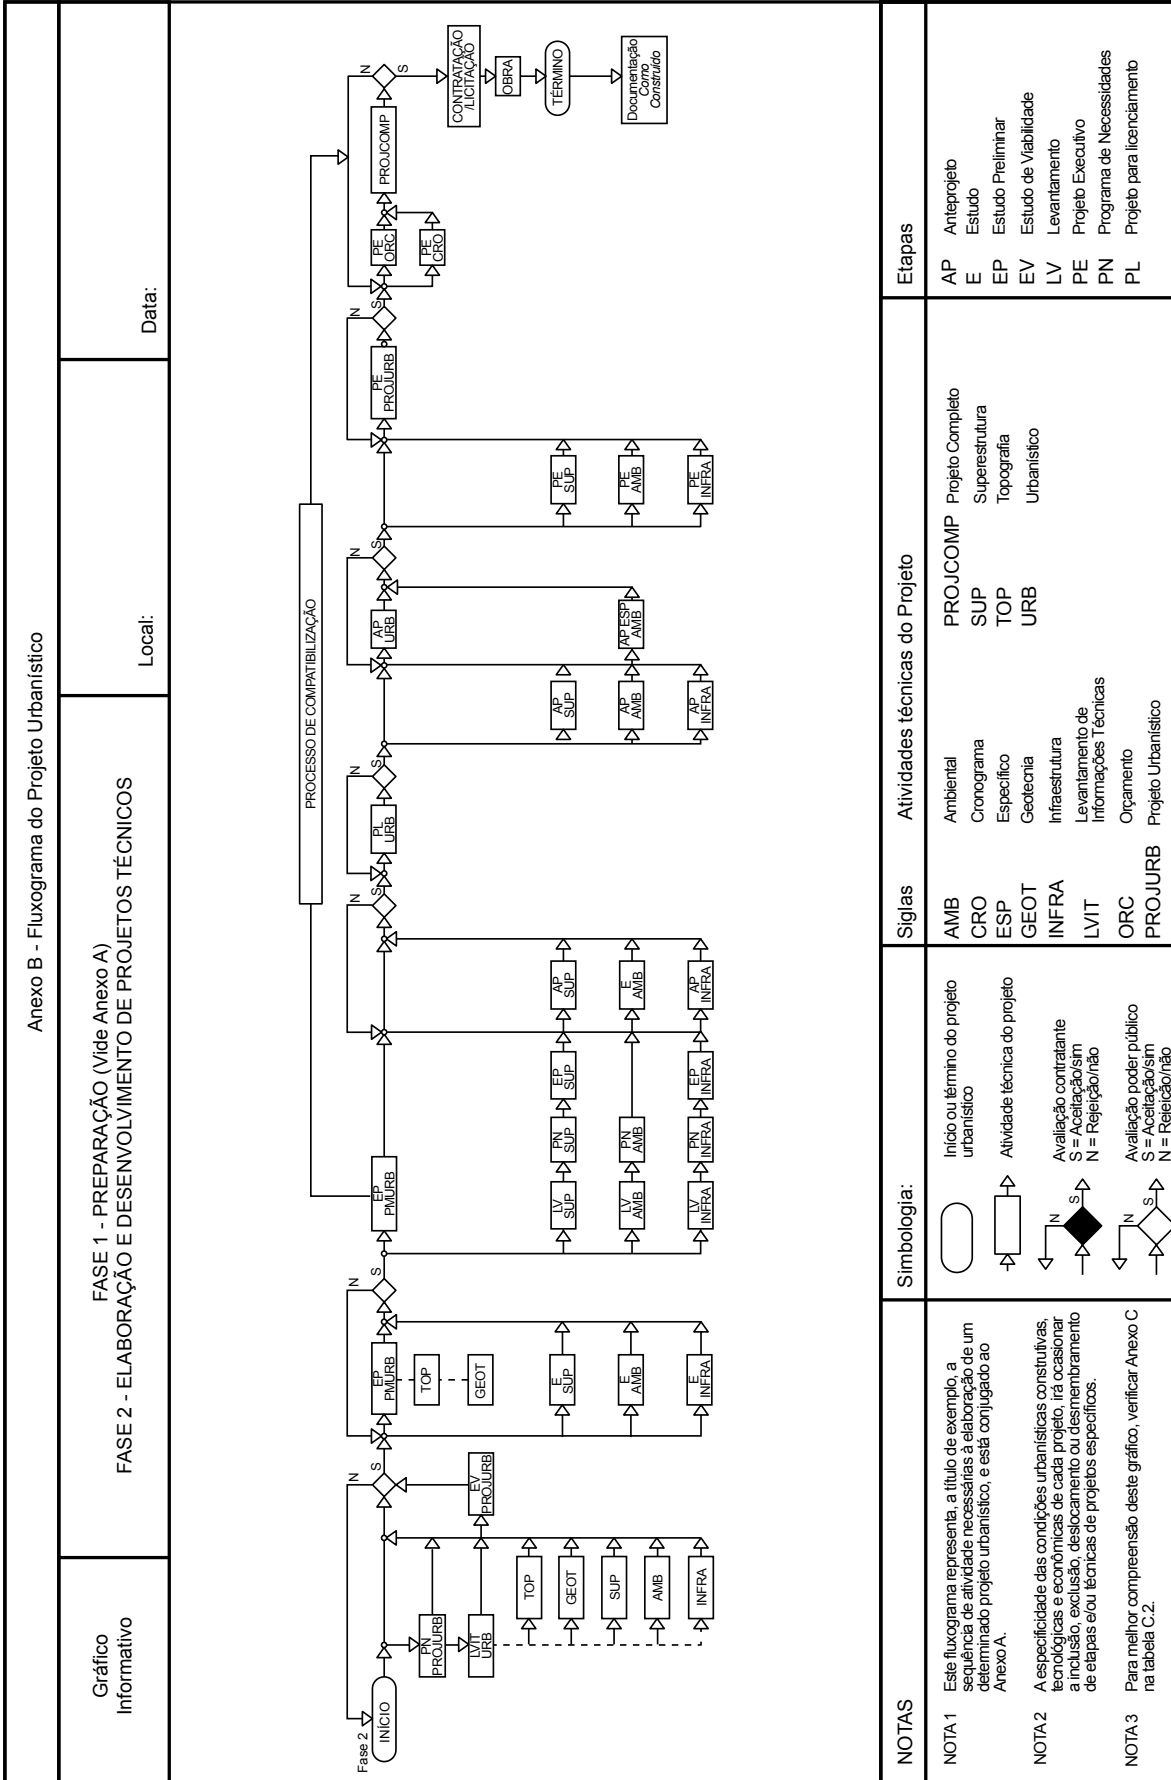 Anexo B - Fluxograma do Projeto Urbanístico
Gráfico
Informativo
FASE 1 - PREPARAÇÃO (Vide Anexo A)
FASE 2 - ELABORAÇÃO E DESENVOLVIMENTO DE PROJETOS TÉCNICOS
Local:
Data:
PROCESSO DE COMPATIBILIZAÇÃO
Fase 2
INÍCIO
PN
PROJURB
LVIT
URB
TOP
GEOT
SUP
AMB
INFRA
EV
PROJURB
N
S
EP
PMURB
TOP
GEOT
E
SUP
E
AMB
E
INFRA
N
S
EP
PMURB
LV
SUP
PN
SUP
EP
SUP
AP
SUP
LV
AMB
PN
AMB
E
AMB
LV
INFRA
PN
INFRA
EP
INFRA
AP
INFRA
N
S
PL
URB
N
S
AP
SUP
AP
AMB
AP
INFRA
AP ESP
AMB
AP
URB
N
S
PE
SUP
PE
AMB
PE
INFRA
PE
PROJURB
N
S
PE
ORC
PE
CRO
PROJCOMP
N
S
CONTRATAÇÃO
/LICITAÇÃO
OBRA
TÉRMINO
Documentação
Como
Construído
NOTAS
NOTA 1 Este fluxograma representa, a título de exemplo, a
sequência de atividade necessárias à elaboração de um
determinado projeto urbanístico, e está conjugado ao
Anexo A.
NOTA 2 A especificidade das condições urbanísticas construtivas,
tecnológicas e econômicas de cada projeto, irá ocasionar
a inclusão, exclusão, deslocamento ou desmembramento
de etapas e/ou técnicas de projetos específicos.
NOTA 3 Para melhor compreensão deste gráfico, verificar Anexo C
na tabela C.2.
Simbologia:
Início ou término do projeto
urbanístico
Atividade técnica do projeto
N
S
Avaliação contratante
S = Aceitação/sim
N = Rejeição/não
N
S
Avaliação poder público
S = Aceitação/sim
N = Rejeição/não
Siglas Atividades técnicas do Projeto
AMB Ambiental
CRO Cronograma
ESP Específico
GEOT Geotecnia
INFRA Infraestrutura
LVIT Levantamento de
Informações Técnicas
ORC Orçamento
PROJURB Projeto Urbanístico
PROJCOMP Projeto Completo
SUP Superestrutura
TOP Topografia
URB Urbanístico
Etapas
AP Anteprojeto
E Estudo
EP Estudo Preliminar
EV Estudo de Viabilidade
LV Levantamento
PE Projeto Executivo
PN Programa de Necessidades
PL Projeto para licenciamento